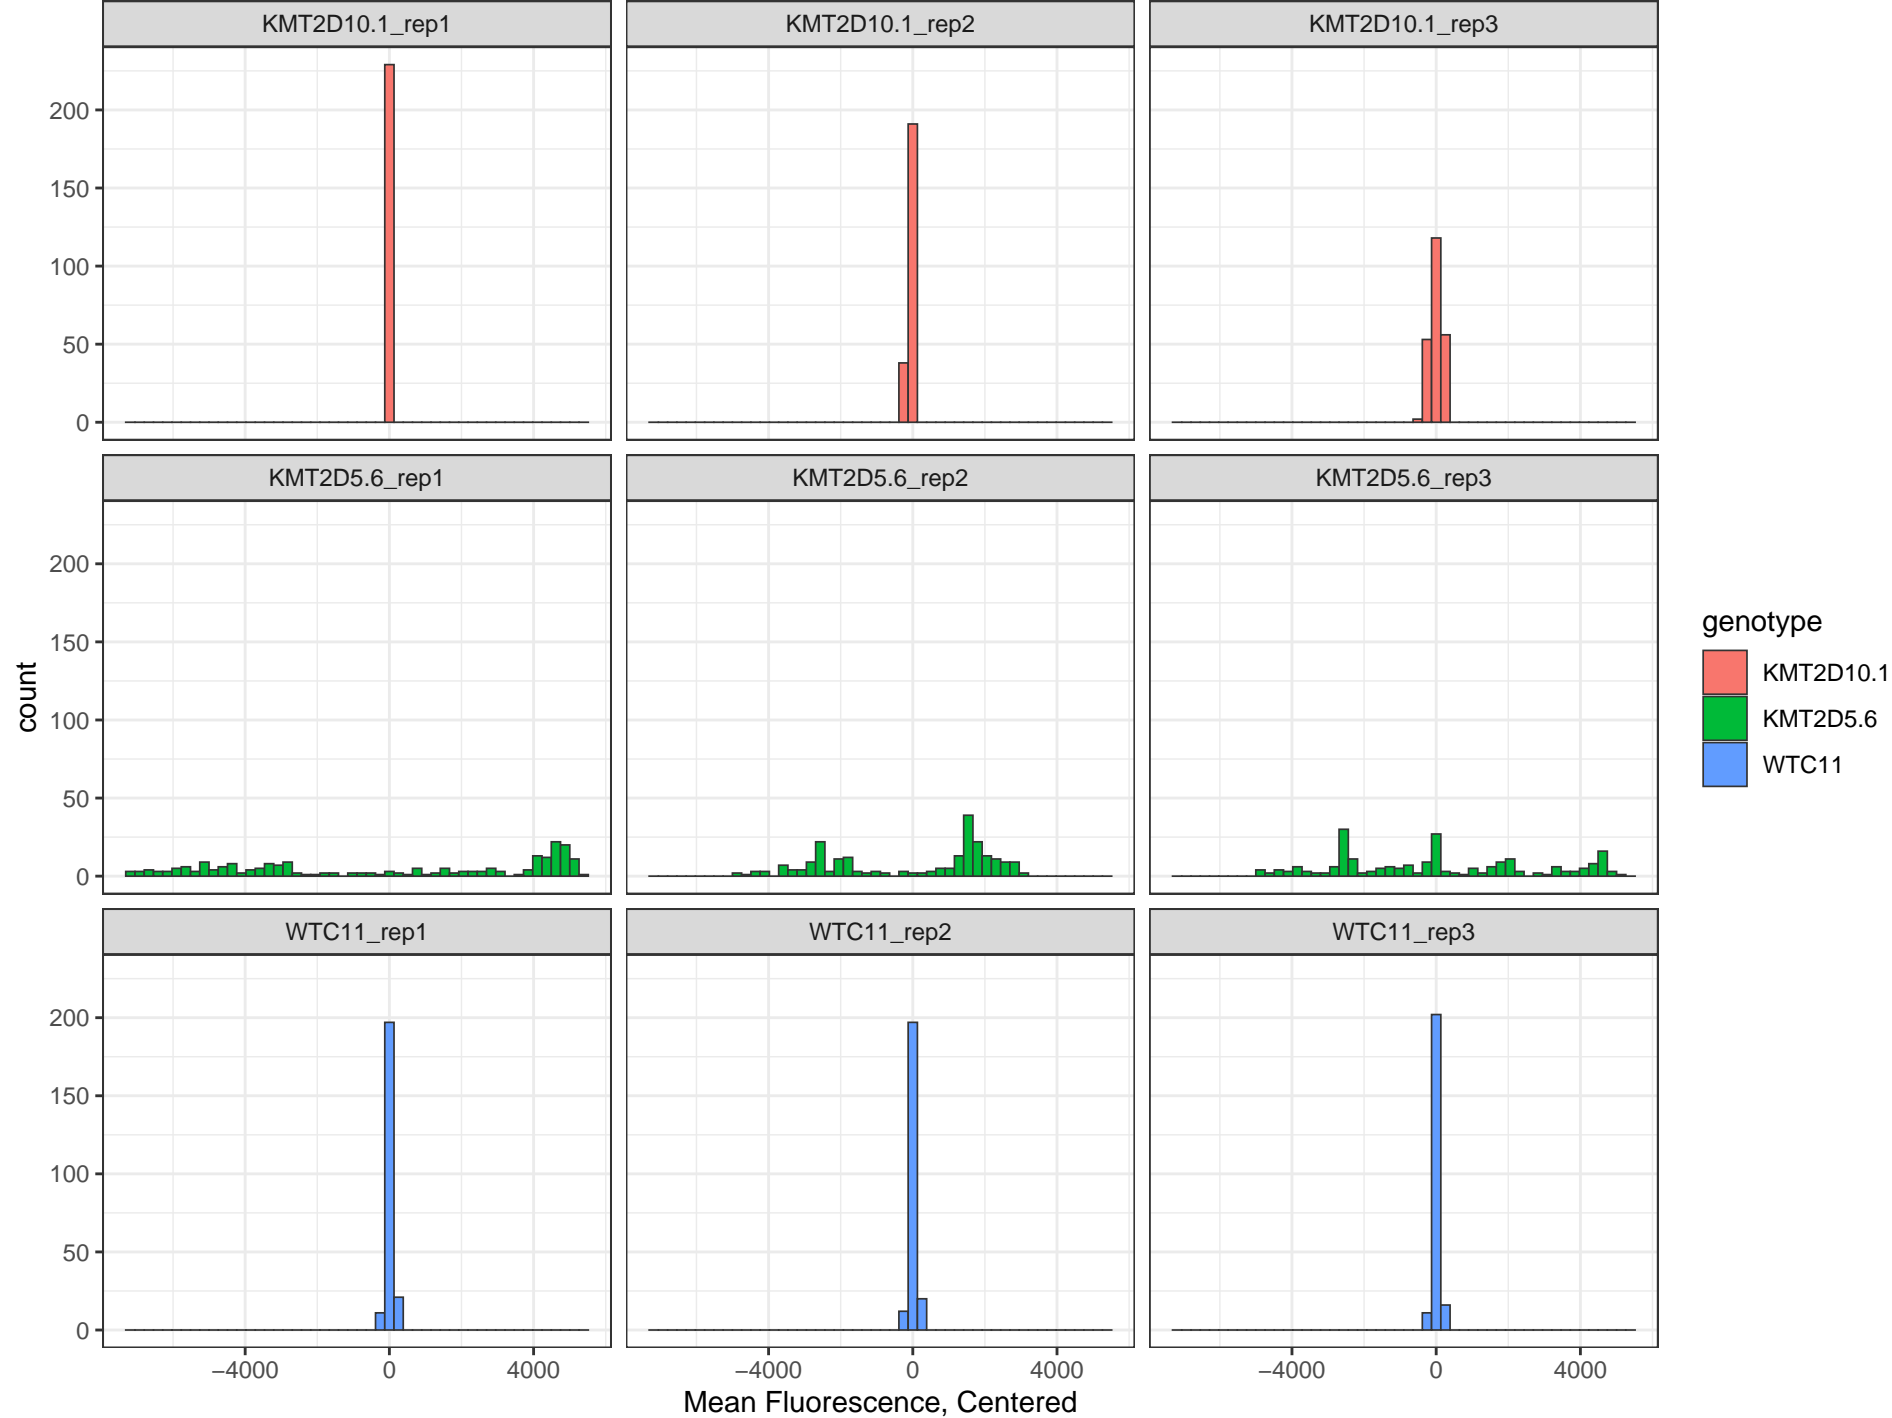 KMT2D10.1_rep1 KMT2D10.1_rep2 KMT2D10.1_rep3
200
150
100
50
0
KMT2D5.6_rep1 KMT2D5.6_rep2 KMT2D5.6_rep3
200
150
100
50
0
count
genotype
KMT2D10.1
KMT2D5.6
WTC11
WTC11_rep1 WTC11_rep2 WTC11_rep3
200
150
100
50
0
−4000 0 4000 −4000 0 4000 −4000 0 4000
Mean Fluorescence, Centered